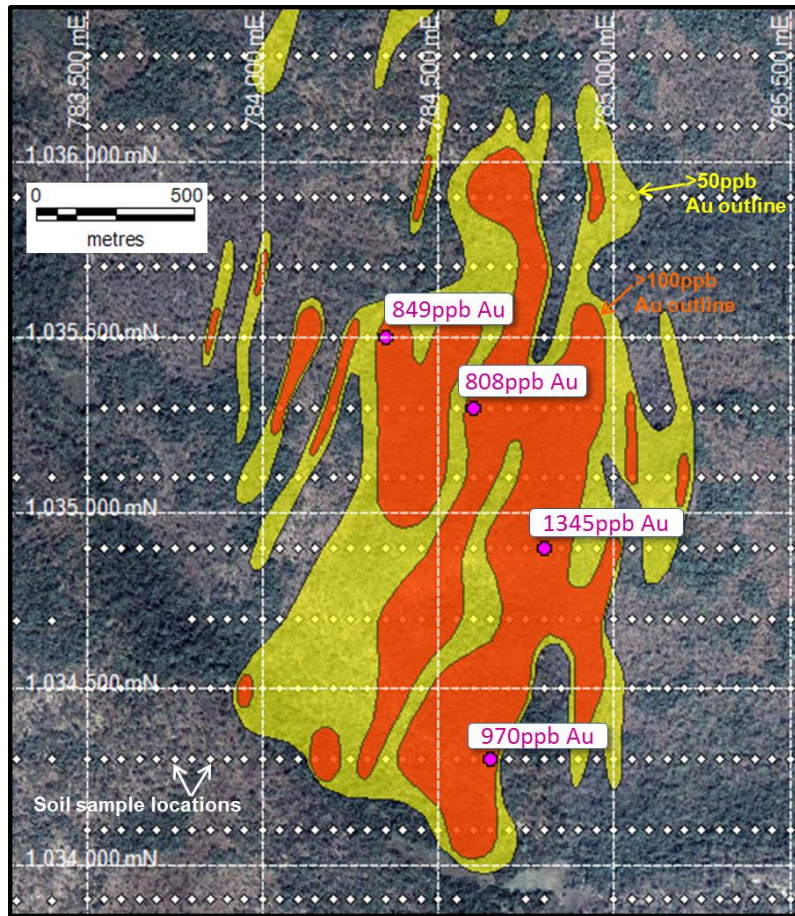 783,500 mE
784,000 mE
784,500 mE
785,000 mE
785,500 mE
1,036,000 mN
0 500
metres
>50ppb
Au outline
>100ppb
Au outline
849ppb Au
1,035,500 mN
808ppb Au
1,035,000 mN
1345ppb Au
1,034,500 mN
970ppb Au
Soil sample locations
1,034,000 mN